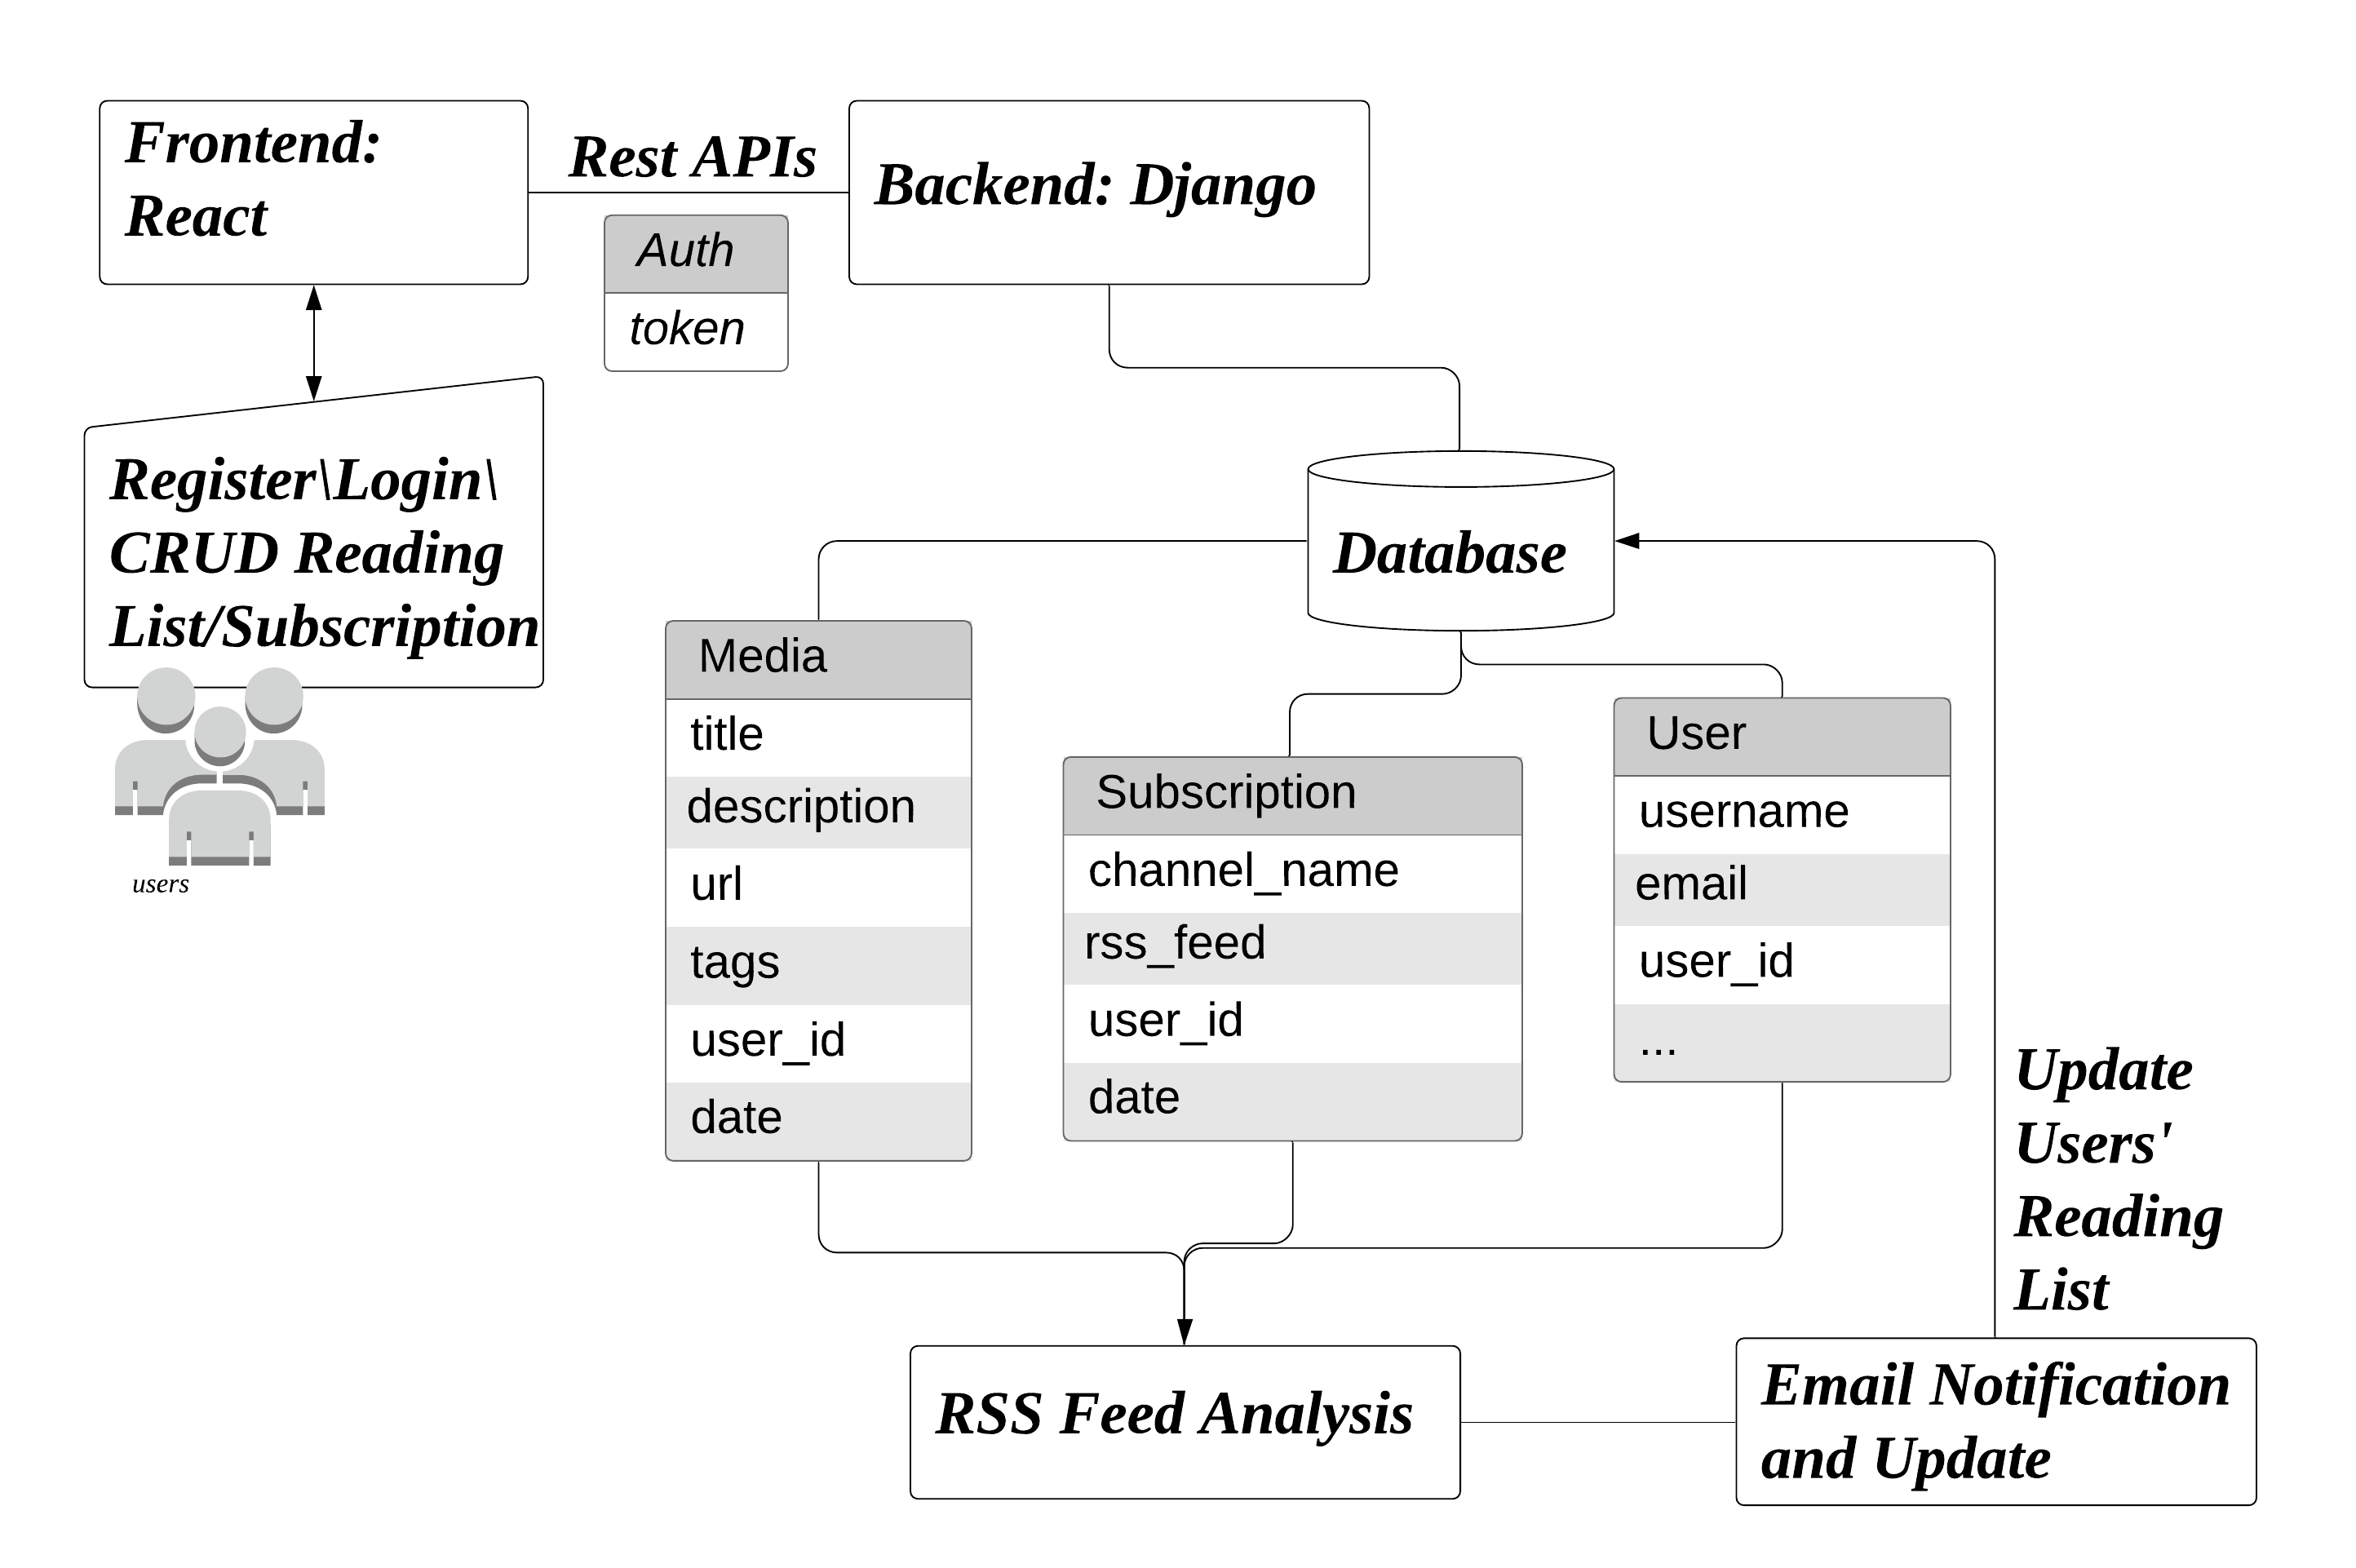 Frontend:
React
Rest APIs
Backend: Django
Auth
token
Register\Login\
CRUD Reading
List/Subscription
users
Database
Media
title
description
url
tags
user_id
date
Subscription
channel_name
rss_feed
user_id
date
User
username
email
user_id
...
Update
Users'
Reading
List
RSS Feed Analysis
Email Notification
and Update